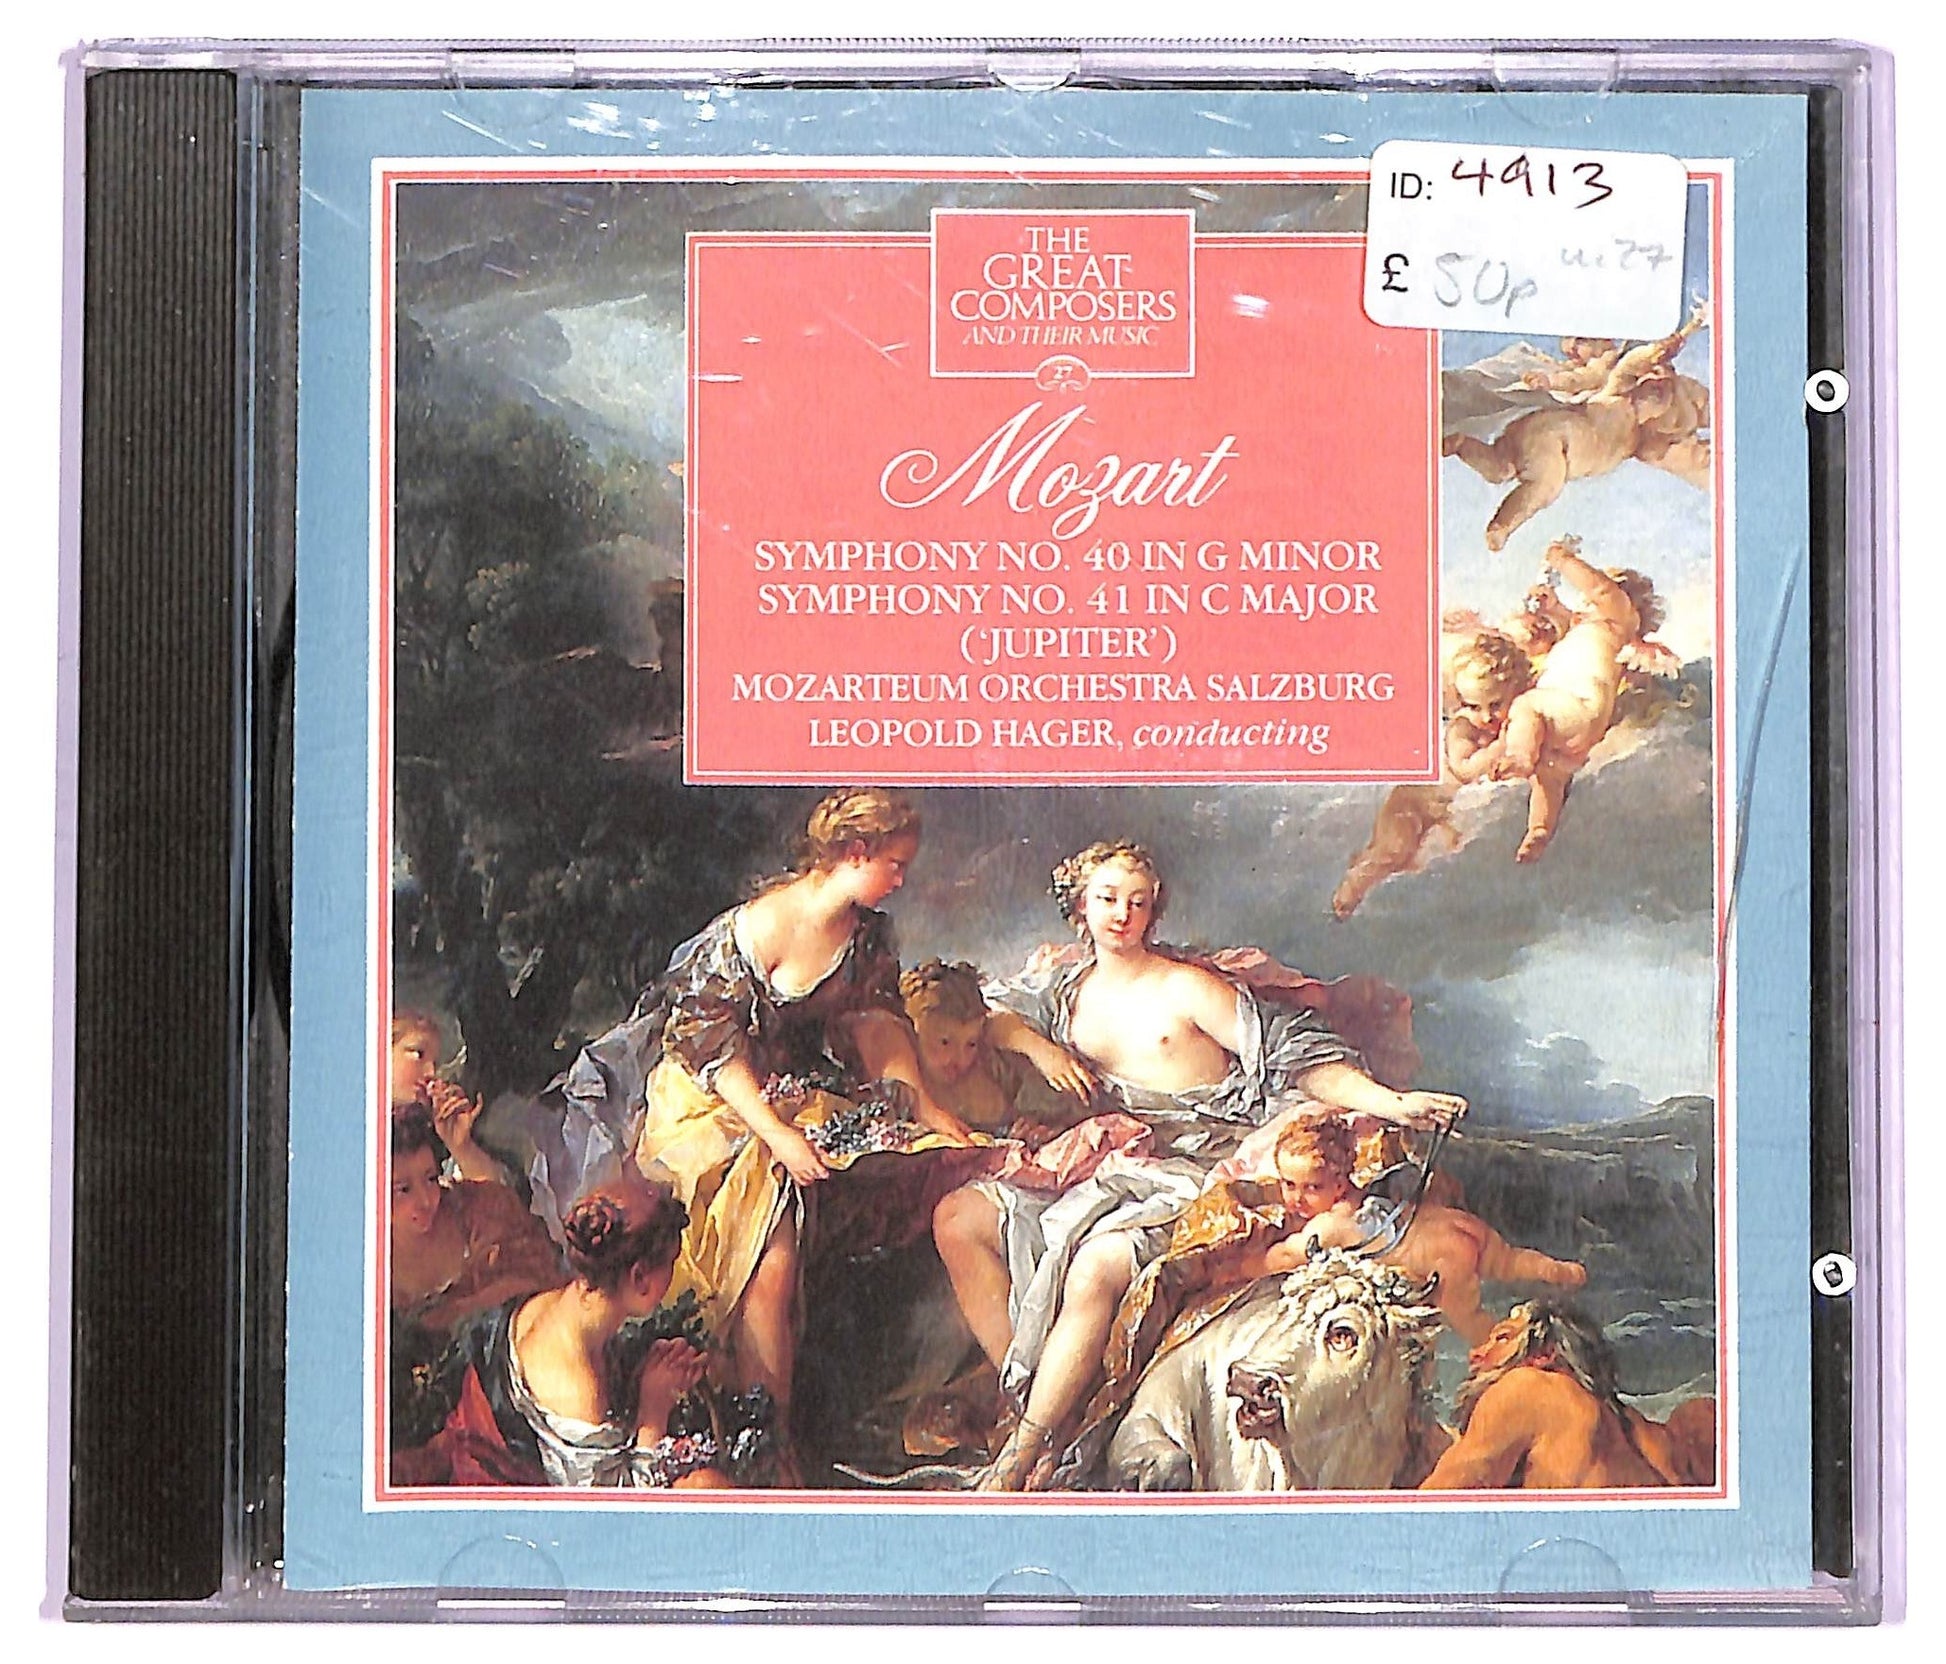 ID: 4913
£ 50p
THE
GREAT
COMPOSERS
AND THEIR MUSIC
27
Mozart
SYMPHONY NO. 40 IN G MINOR
SYMPHONY NO. 41 IN C MAJOR
(‘JUPITER’)
MOZARTEUM ORCHESTRA SALZBURG
LEOPOLD HAGER, conducting